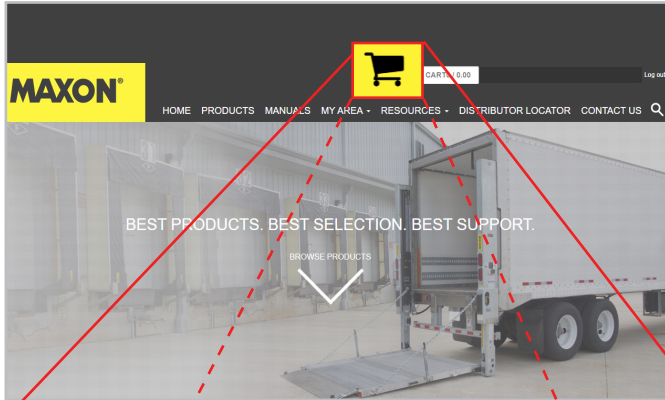 CART$ / 0.00
Log out
MAXON®
HOME PRODUCTS MANUALS MY AREA RESOURCES DISTRIBUTOR LOCATOR CONTACT US
BEST PRODUCTS. BEST SELECTION. BEST SUPPORT.
BROWSE PRODUCTS